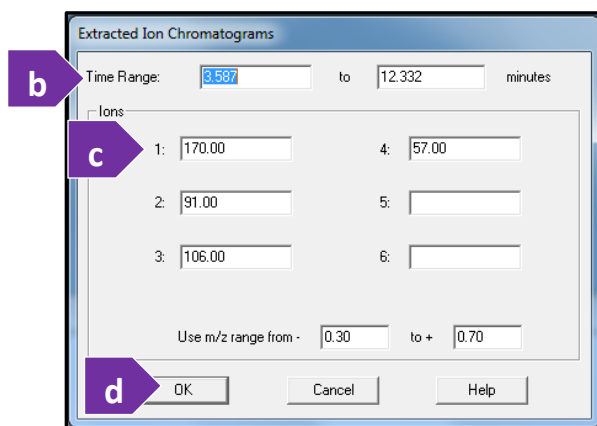 Extracted Ion Chromatograms
b Time Range: 3.587 to 12.332 minutes
Ions
c 1: 170.00 4: 57.00
2: 91.00 5:
3: 106.00 6:
Use m/z range from - 0.30 to + 0.70
d OK Cancel Help